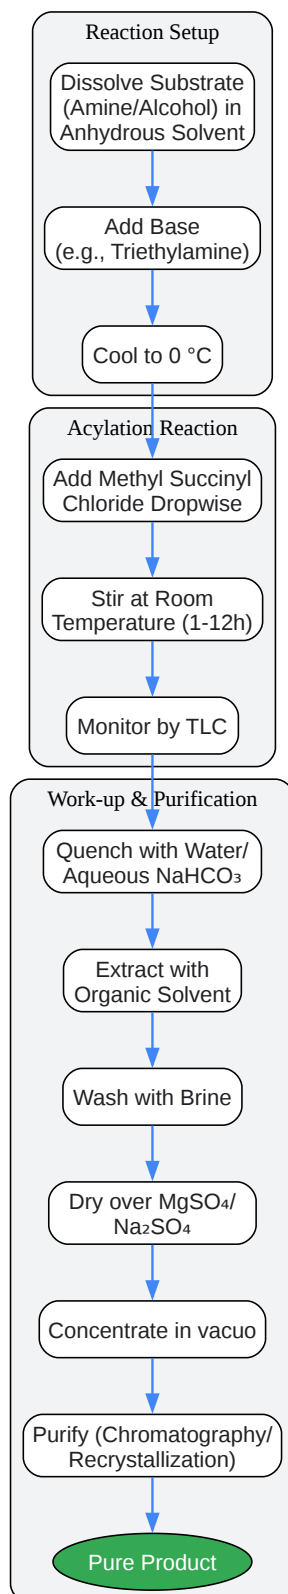 Reaction Setup
Dissolve Substrate
(Amine/Alcohol) in
Anhydrous Solvent
Add Base
(e.g., Triethylamine)
Cool to 0 °C
Acylation Reaction
Add Methyl Succinyl
Chloride Dropwise
Stir at Room
Temperature (1-12h)
Monitor by TLC
Work-up & Purification
Quench with Water/
Aqueous NaHCO₃
Extract with
Organic Solvent
Wash with Brine
Dry over MgSO₄/
Na₂SO₄
Concentrate in vacuo
Purify (Chromatography/
Recrystallization)
Pure Product